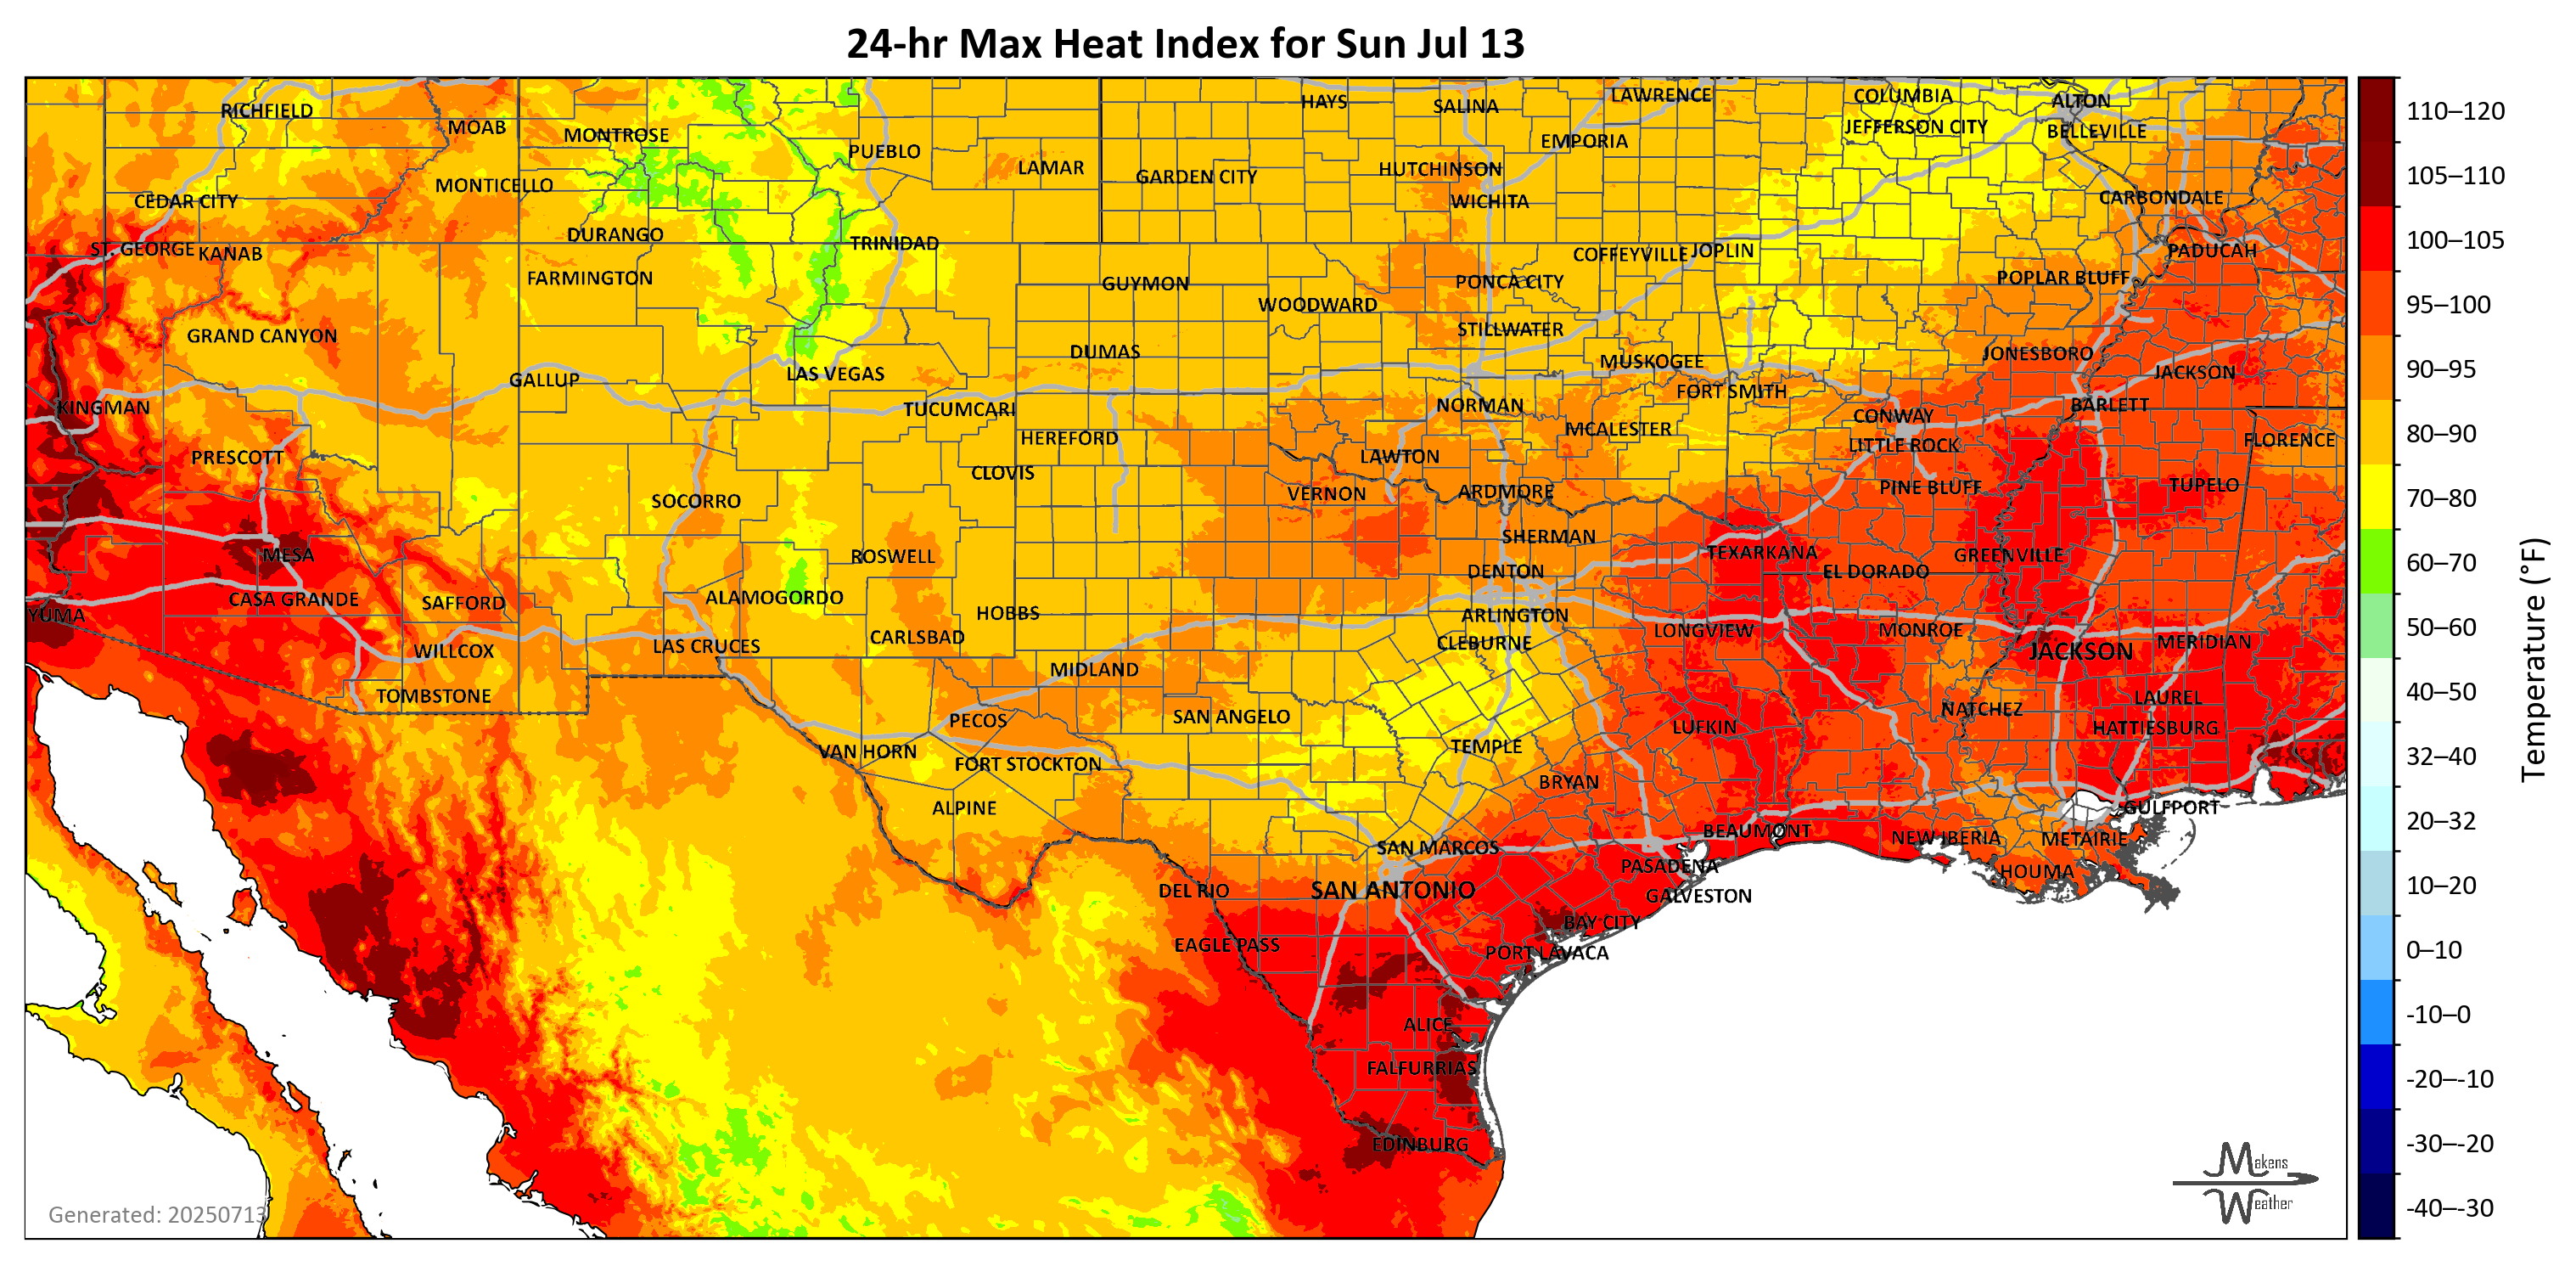 24-hr Max Heat Index for Sun Jul 13
RICHFIELD
MOAB
MONTROSE
PUEBLO
LAMAR
HAYS
SALINA
LAWRENCE
COLUMBIA
ALTON
JEFFERSON CITY
BELLEVILLE
EMPORIA
HUTCHINSON
GARDEN CITY
WICHITA
CARBONDALE
MONTICELLO
CEDAR CITY
DURANGO
TRINIDAD
ST. GEORGE
KANAB
COFFEYVILLE
JOPLIN
PADUCAH
FARMINGTON
GUYMON
PONCA CITY
POPLAR BLUFF
WOODWARD
GRAND CANYON
STILLWATER
DUMAS
MUSKOGEE
JONESBORO
JACKSON
GALLUP
LAS VEGAS
FORT SMITH
KINGMAN
TUCUMCARI
NORMAN
CONWAY
BARLETT
HEREFORD
MCALESTER
LITTLE ROCK
FLORENCE
PRESCOTT
CLOVIS
LAWTON
SOCORRO
VERNON
ARDMORE
PINE BLUFF
TUPELO
SHERMAN
MESA
ROSWELL
TEXARKANA
GREENVILLE
DENTON
EL DORADO
CASA GRANDE
SAFFORD
ALAMOGORDO
HOBBS
YUMA
ARLINGTON
CARLSBAD
CLEBURNE
LONGVIEW
MONROE
MERIDIAN
WILLCOX
LAS CRUCES
JACKSON
MIDLAND
TOMBSTONE
LAUREL
PECOS
SAN ANGELO
NATCHEZ
LUFKIN
HATTIESBURG
VAN HORN
FORT STOCKTON
TEMPLE
BRYAN
ALPINE
GULFPORT
BEAUMONT
NEW IBERIA
METAIRIE
SAN MARCOS
PASADENA
HOUMA
DEL RIO
SAN ANTONIO
GALVESTON
BAY CITY
EAGLE PASS
PORT LAVACA
ALICE
FALFURRIAS
EDINBURG
Generated: 20250713
Makens
Weather
110–120
105–110
100–105
95–100
90–95
80–90
70–80
60–70
50–60
40–50
32–40
20–32
10–20
0–10
-10–0
-20–-10
-30–-20
-40–-30
Temperature (°F)